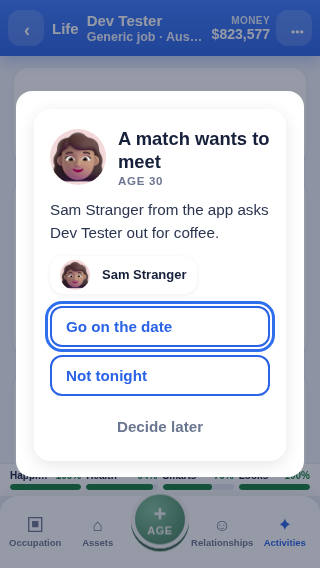 Life
Dev Tester
Generic job · Aus…
MONEY
$823,577
A match wants to
meet
AGE 30
Sam Stranger from the app asks
Dev Tester out for coffee.
Sam Stranger
Go on the date
Not tonight
Decide later
AGE
Occupation
Assets
Relationships
Activities